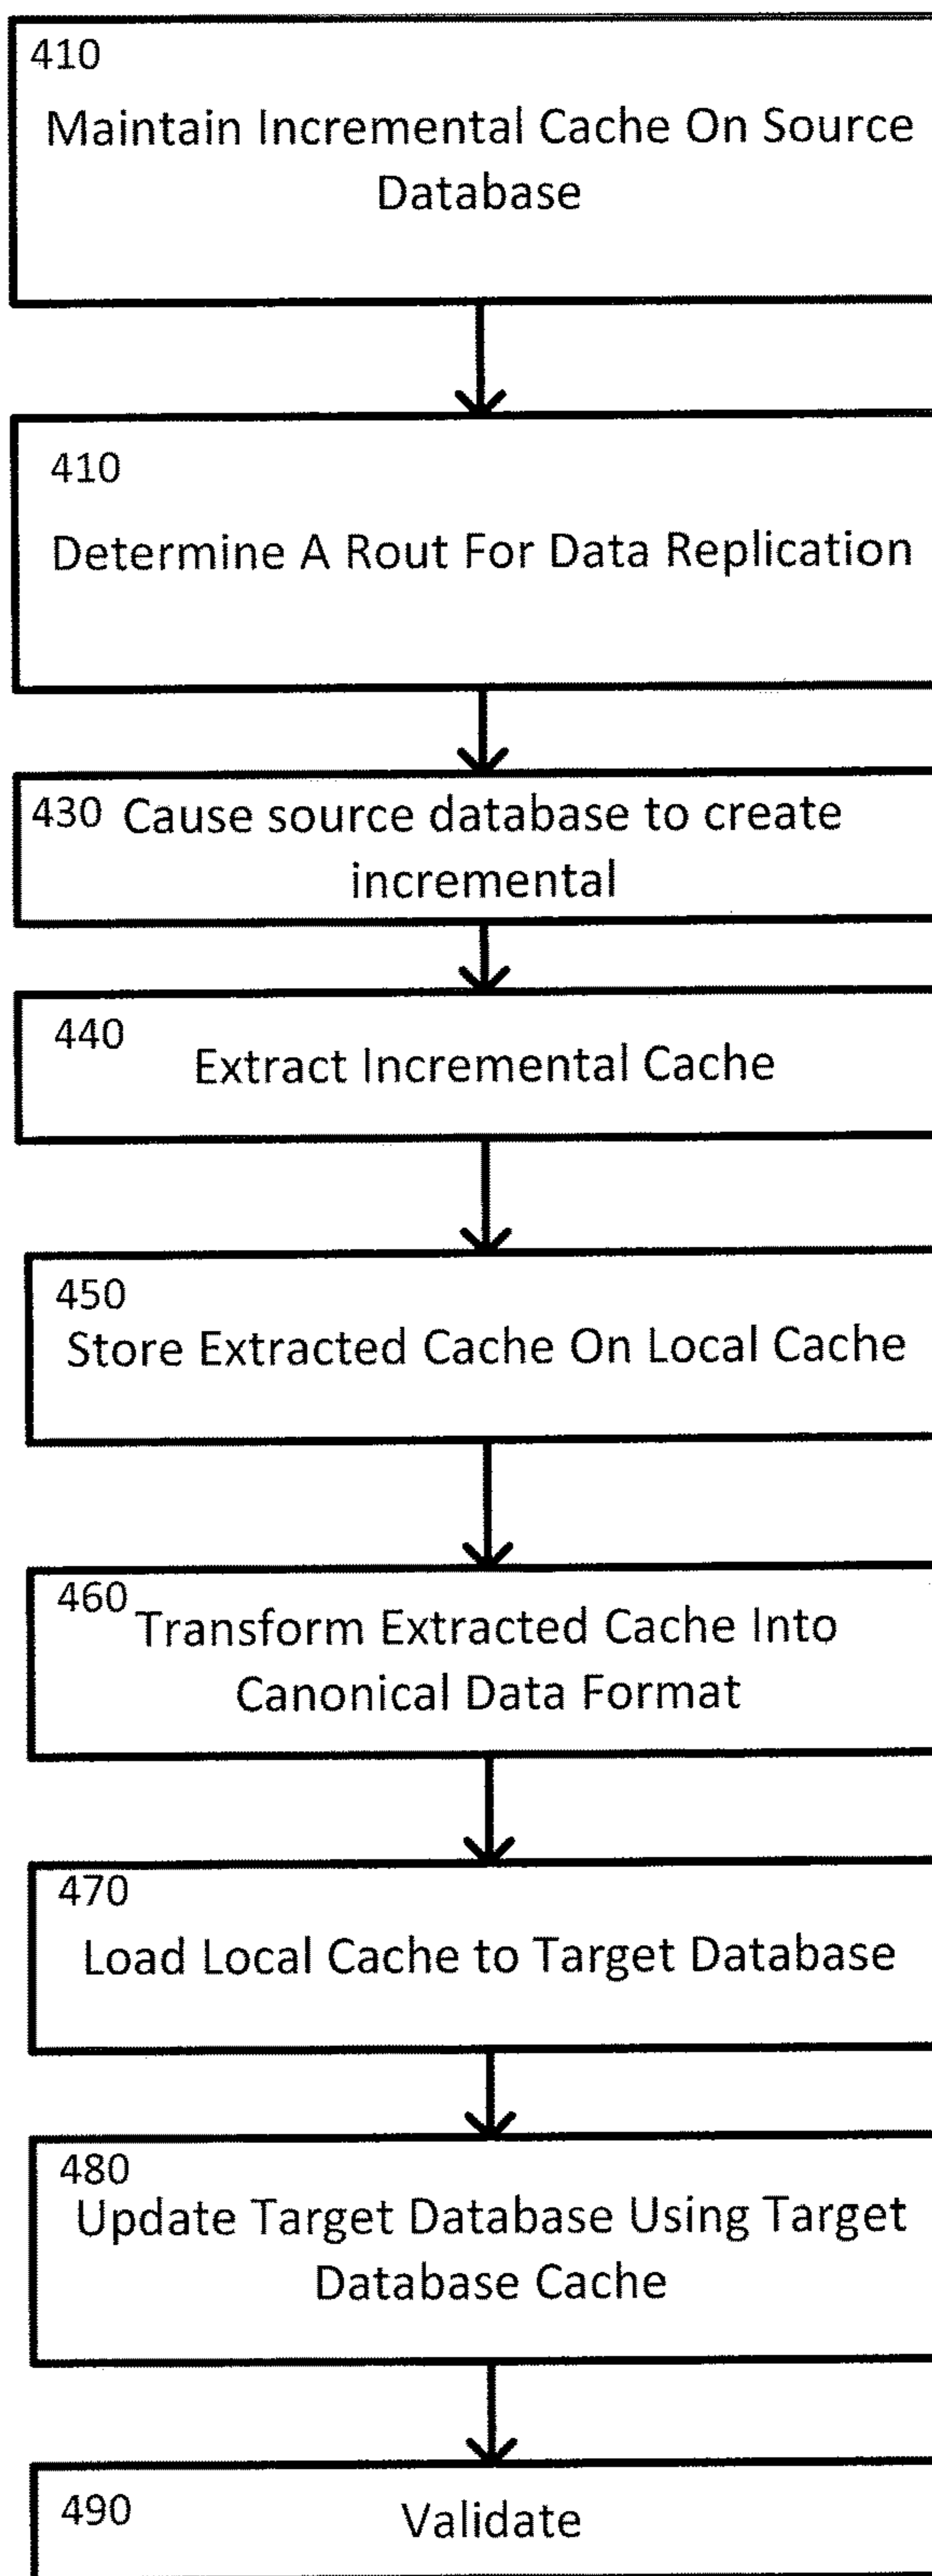 410
Maintain Incremental Cache On Source
Database
410
Determine A Rout For Data Replication
430 Cause source database to create
incremental
440
Extract Incremental Cache
450
Store Extracted Cache On Local Cache
460
Transform Extracted Cache Into
Canonical Data Format
470
Load Local Cache to Target Database
480
Update Target Database Using Target
Database Cache
490
Validate